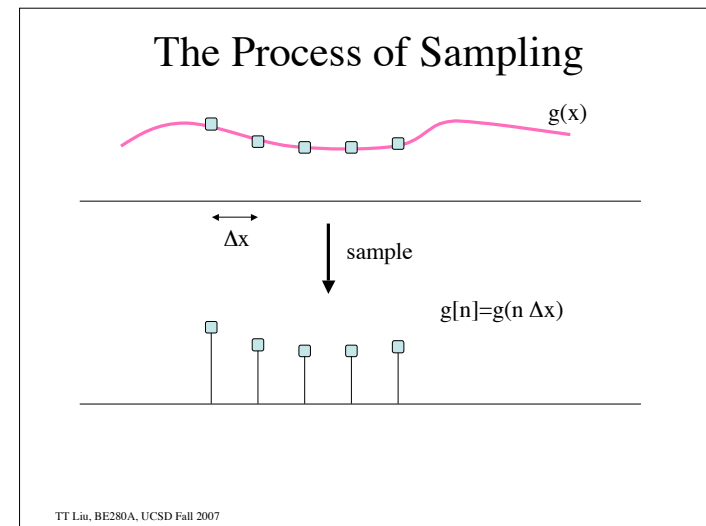 The Process of Sampling
g(x)
Δx
sample
g[n]=g(n Δx)
TT Liu, BE280A, UCSD Fall 2007